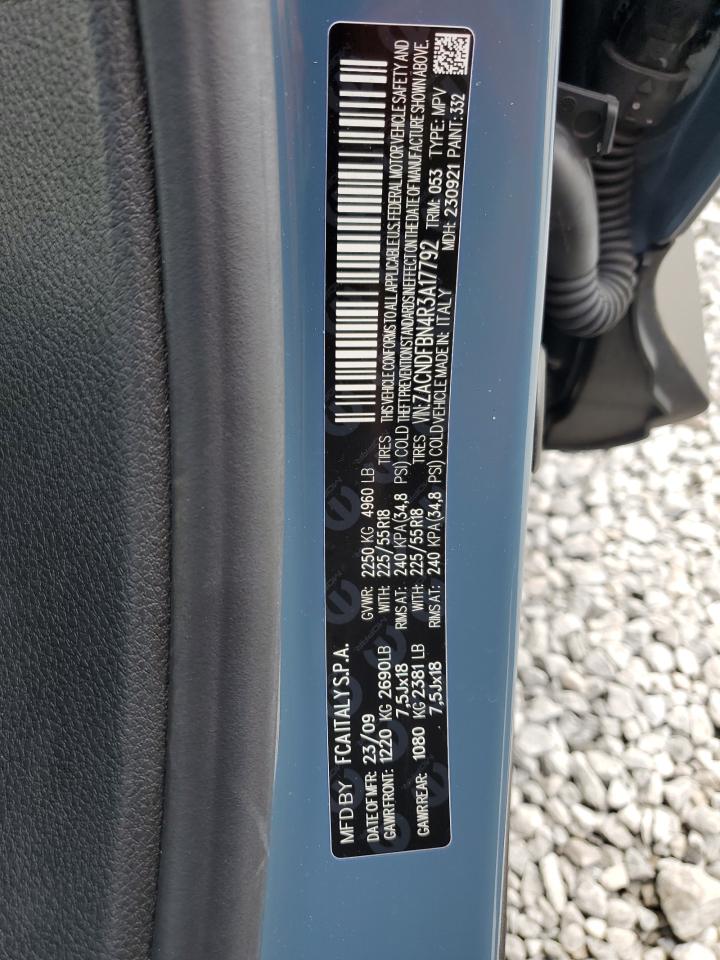 MFD BY FCA ITALY S.P.A.
DATE OF MFR: 23/09 GVWR: 2250 KG 4960 LB
GAWR FRONT: 1220 KG 2690LB WITH: 225/55R18 TIRES
7,5Jx18 RIMS AT: 240 KPA(34,8 PSI) COLD
GAWR REAR: 1080 KG 2381 LB WITH: 225/55R18 TIRES
7,5Jx18 RIMS AT: 240 KPA(34,8 PSI) COLD
THIS VEHICLE CONFORMS TO ALL APPLICABLE U.S. FEDERAL MOTOR VEHICLE SAFETY AND
THEFT PREVENTION STANDARDS IN EFFECT ON THE DATE OF MANUFACTURE SHOWN ABOVE.
VIN: ZACNDFBN4R3A17792 TRIM: 053 TYPE: MPV
VEHICLE MADE IN: ITALY MDH: 230921 PAINT: 332